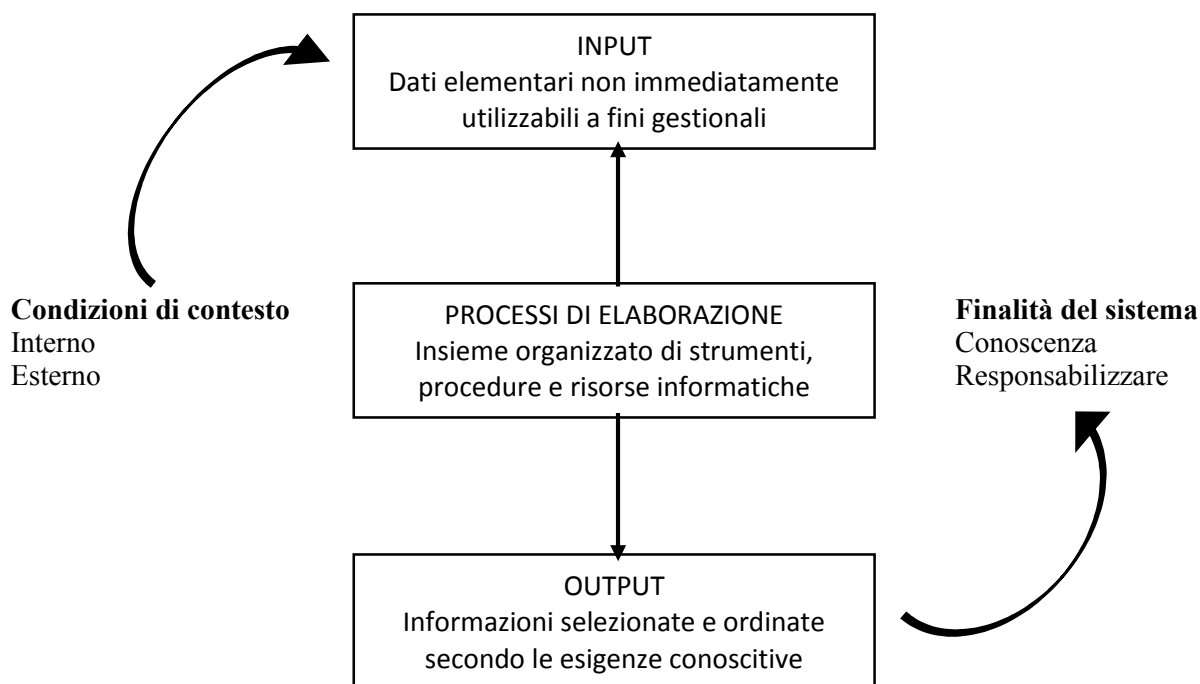 INPUT
Dati elementari non immediatamente
utilizzabili a fini gestionali
Condizioni di contesto
Interno
Esterno
PROCESSI DI ELABORAZIONE
Insieme organizzato di strumenti,
procedure e risorse informatiche
Finalità del sistema
Conoscenza
Responsabilizzare
OUTPUT
Informazioni selezionate e ordinate
secondo le esigenze conoscitive